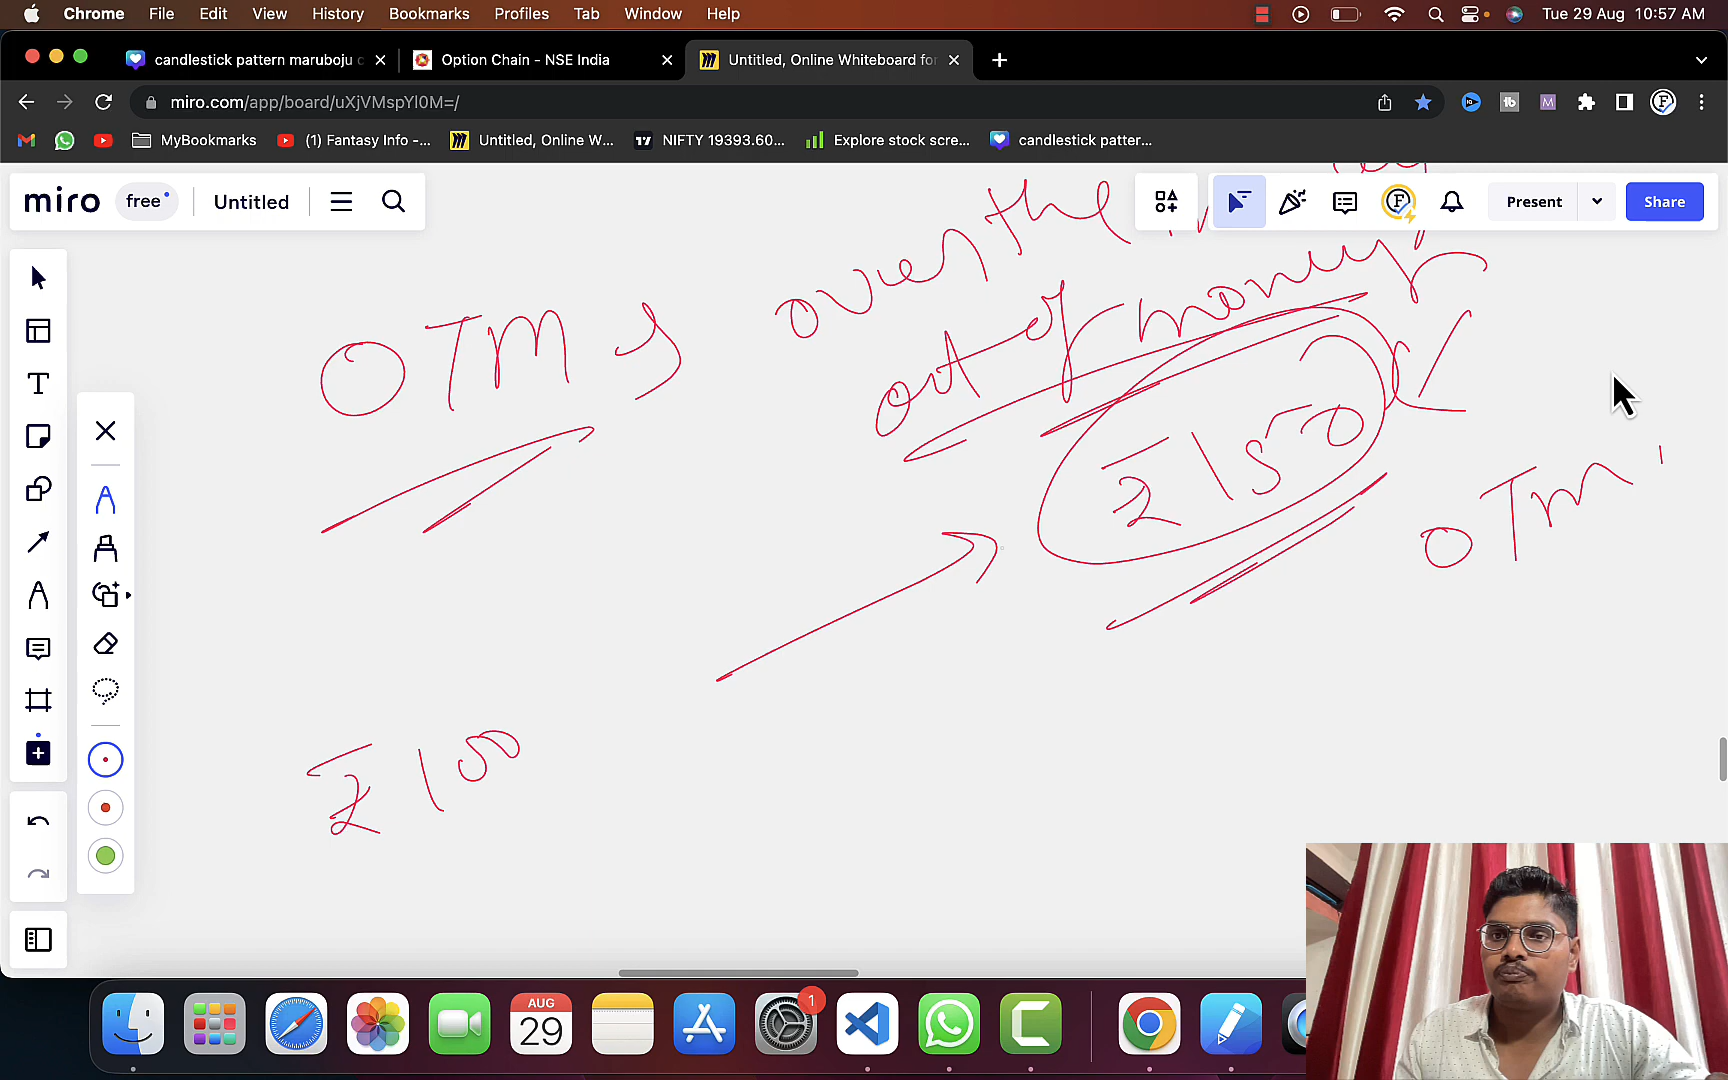 Chrome File Edit View History Bookmarks Profiles Tab Window Help Tue 29 Aug 10:57 AM
candlestick pattern maruboju c Option Chain - NSE India Untitled, Online Whiteboard for
miro.com/app/board/uXjVMspYl0M=/
MyBookmarks (1) Fantasy Info -... Untitled, Online W... NIFTY 19393.60... Explore stock scre... candlestick patter...
miro free Untitled Present Share
over the
OTM out of money
₹150
OTM
₹100
AUG
29
1